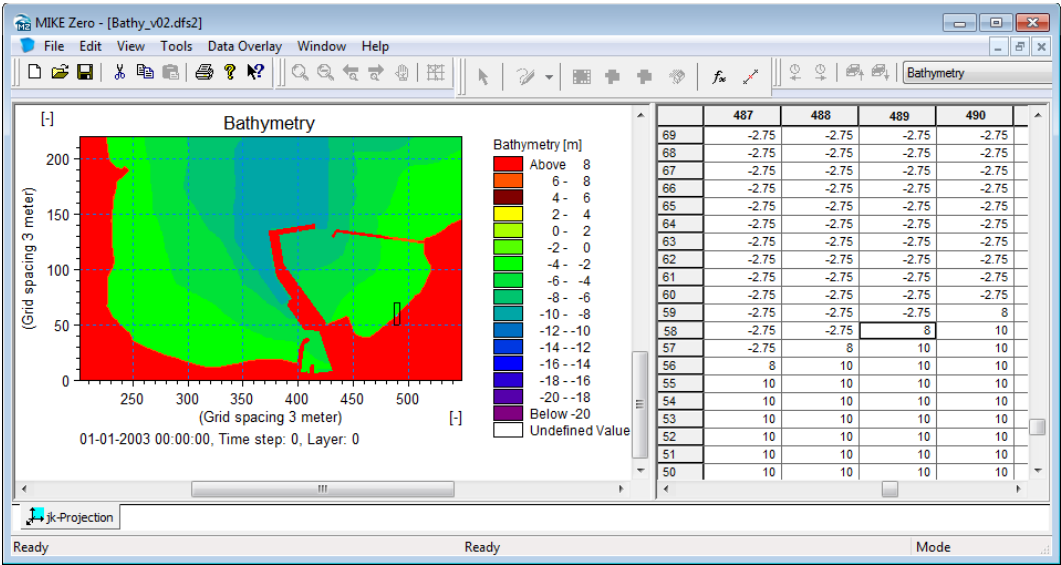 MIKE Zero - [Bathy_v02.dfs2]
File Edit View Tools Data Overlay Window Help
Bathymetry
[-]
Bathymetry
(Grid spacing 3 meter)
200
150
100
50
0
250 300 350 400 450 500
(Grid spacing 3 meter) [-]
01-01-2003 00:00:00, Time step: 0, Layer: 0
Bathymetry [m]
Above 8
6 - 8
4 - 6
2 - 4
0 - 2
-2 - 0
-4 - -2
-6 - -4
-8 - -6
-10 - -8
-12 - -10
-14 - -12
-16 - -14
-18 - -16
-20 - -18
Below -20
Undefined Value
487 488 489 490
69 -2.75 -2.75 -2.75 -2.75
68 -2.75 -2.75 -2.75 -2.75
67 -2.75 -2.75 -2.75 -2.75
66 -2.75 -2.75 -2.75 -2.75
65 -2.75 -2.75 -2.75 -2.75
64 -2.75 -2.75 -2.75 -2.75
63 -2.75 -2.75 -2.75 -2.75
62 -2.75 -2.75 -2.75 -2.75
61 -2.75 -2.75 -2.75 -2.75
60 -2.75 -2.75 -2.75 -2.75
59 -2.75 -2.75 -2.75 8
58 -2.75 -2.75 8 10
57 -2.75 8 10 10
56 8 10 10 10
55 10 10 10 10
54 10 10 10 10
53 10 10 10 10
52 10 10 10 10
51 10 10 10 10
50 10 10 10 10
jk-Projection
Ready Ready Mode